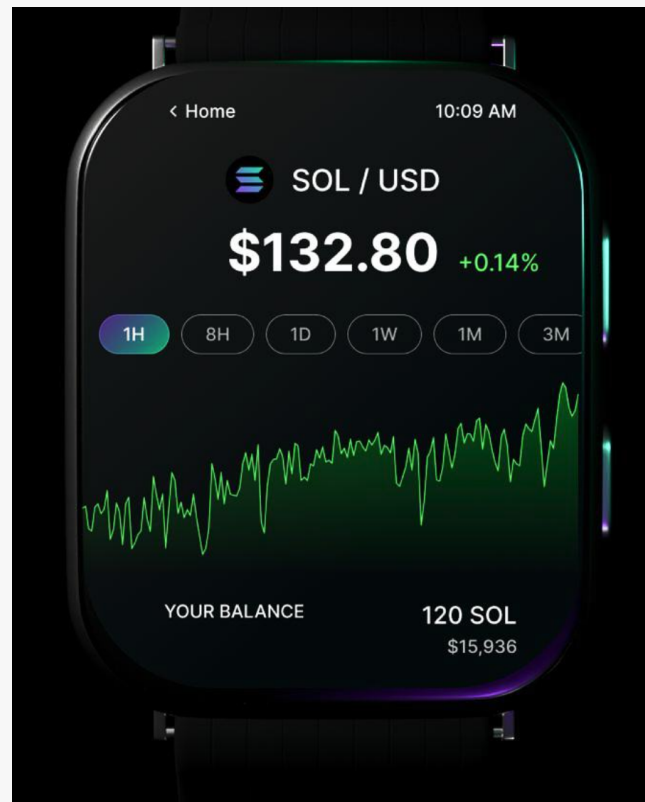 < Home 10:09 AM
SOL / USD
$132.80 +0.14%
1H 8H 1D 1W 1M 3M
YOUR BALANCE 120 SOL
$15,936